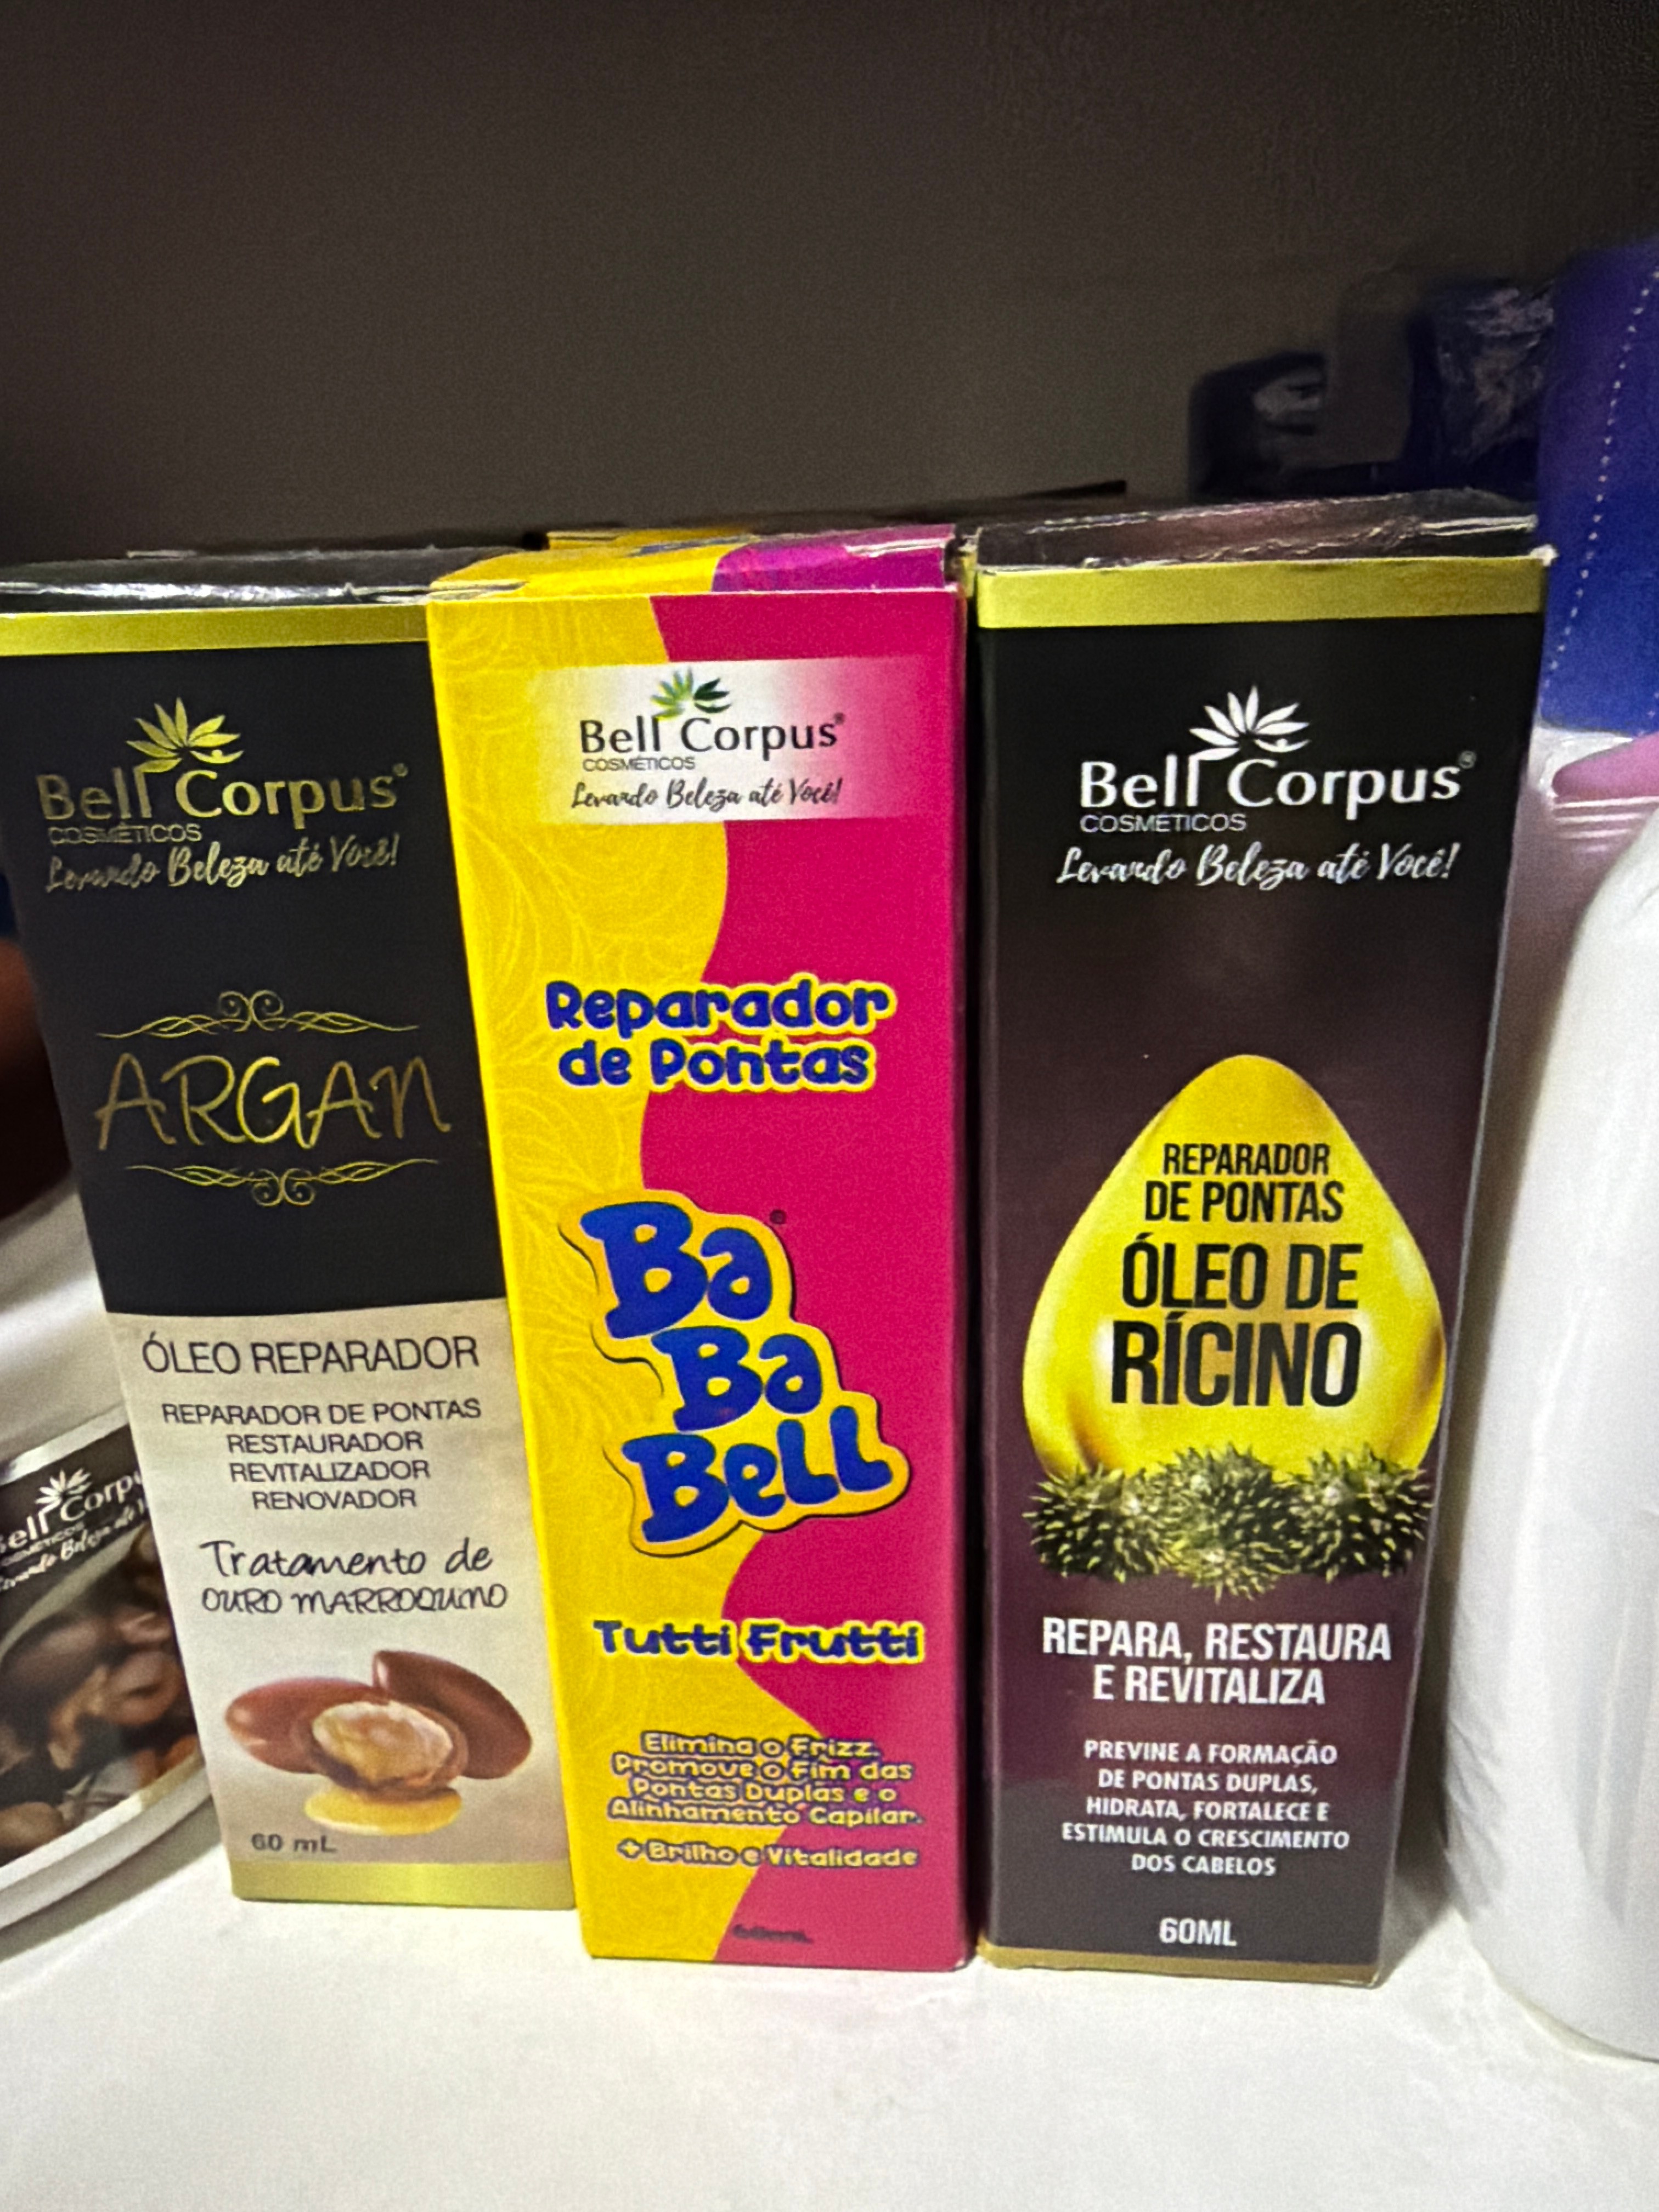 Bell Corpus®
COSMÉTICOS
Levando Beleza até Você!
ARGAN
ÓLEO REPARADOR
REPARADOR DE PONTAS
RESTAURADOR
REVITALIZADOR
RENOVADOR
Tratamento de
OURO MARROQUINO
60 mL
Bell Corpus®
COSMÉTICOS
Levando Beleza até Você!
Reparador
de Pontas
Ba®
Ba
Bell
Tutti Frutti
Elimina o Frizz.
Promove o Fim das
Pontas Duplas e o
Alinhamento Capilar.
+ Brilho e Vitalidade
Bell Corpus®
COSMÉTICOS
Levando Beleza até Você!
REPARADOR
DE PONTAS
ÓLEO DE
RÍCINO
REPARA, RESTAURA
E REVITALIZA
PREVINE A FORMAÇÃO
DE PONTAS DUPLAS,
HIDRATA, FORTALECE E
ESTIMULA O CRESCIMENTO
DOS CABELOS
60ML